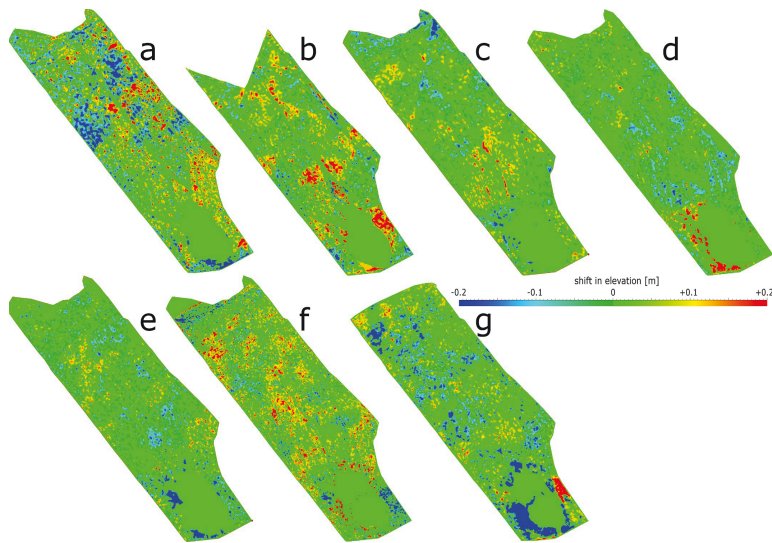 a
b
c
d
shift in elevation [m]
-0.2 -0.1 0 +0.1 +0.2
e
f
g